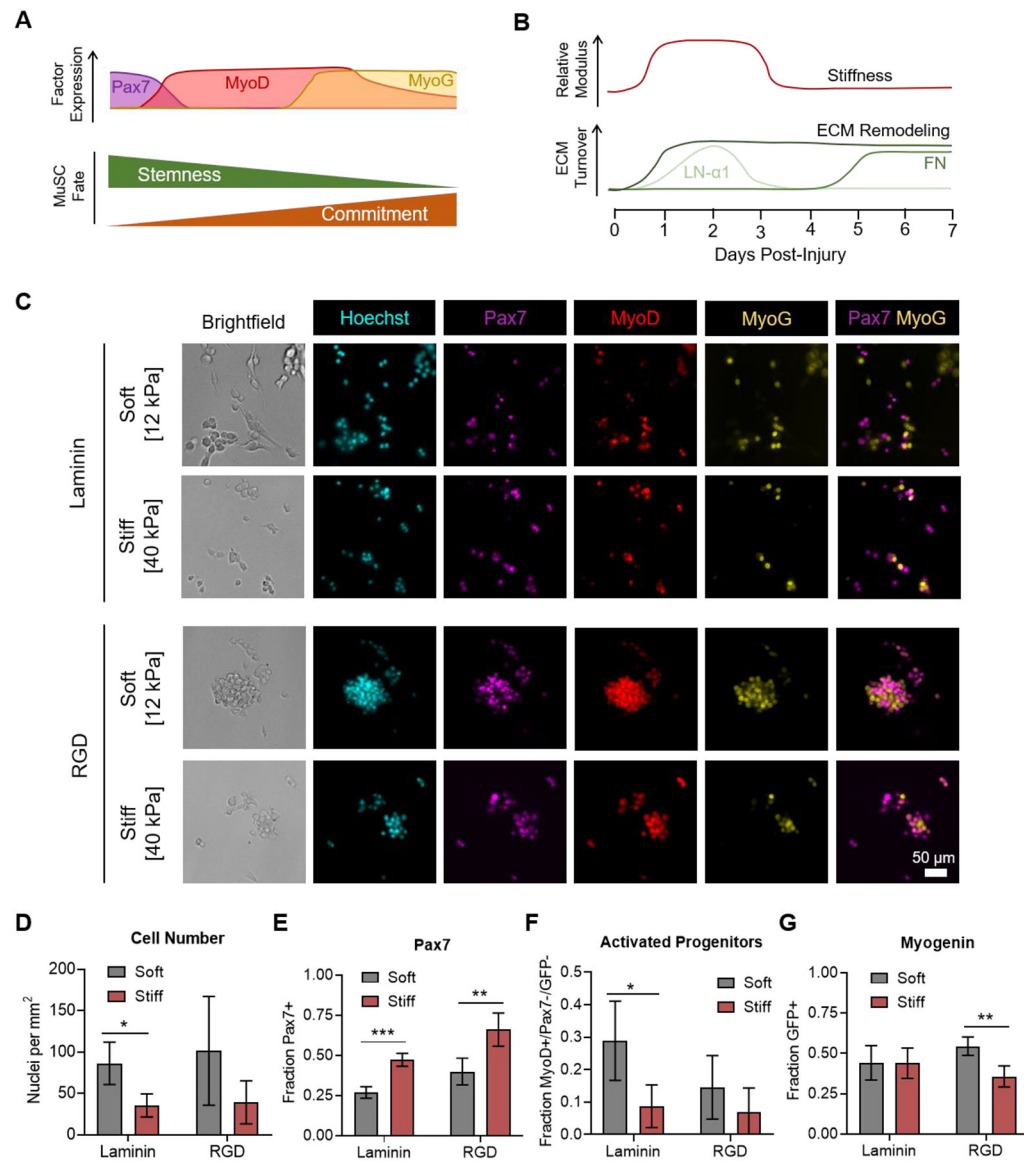 A
Factor
Expression
Pax7
MyoD
MyoG
MuSC
Fate
Stemness
Commitment
B
Relative
Modulus
Stiffness
ECM
Turnover
ECM Remodeling
LN-α1
FN
0 1 2 3 4 5 6 7
Days Post-Injury
C
Brightfield Hoechst Pax7 MyoD MyoG Pax7 MyoG
Laminin
Soft
[12 kPa]
Stiff
[40 kPa]
RGD
Soft
[12 kPa]
Stiff
[40 kPa]
50 µm
D
Cell Number
Nuclei per mm²
200
150
100
50
0
Soft
Stiff
*
Laminin RGD
E
Pax7
Fraction Pax7+
1.00
0.75
0.50
0.25
0.00
Soft
Stiff
***
**
Laminin RGD
F
Activated Progenitors
Fraction MyoD+/Pax7-/GFP-
0.5
0.4
0.3
0.2
0.1
0.0
Soft
Stiff
*
Laminin RGD
G
Myogenin
Fraction GFP+
1.00
0.75
0.50
0.25
0.00
Soft
Stiff
**
Laminin RGD